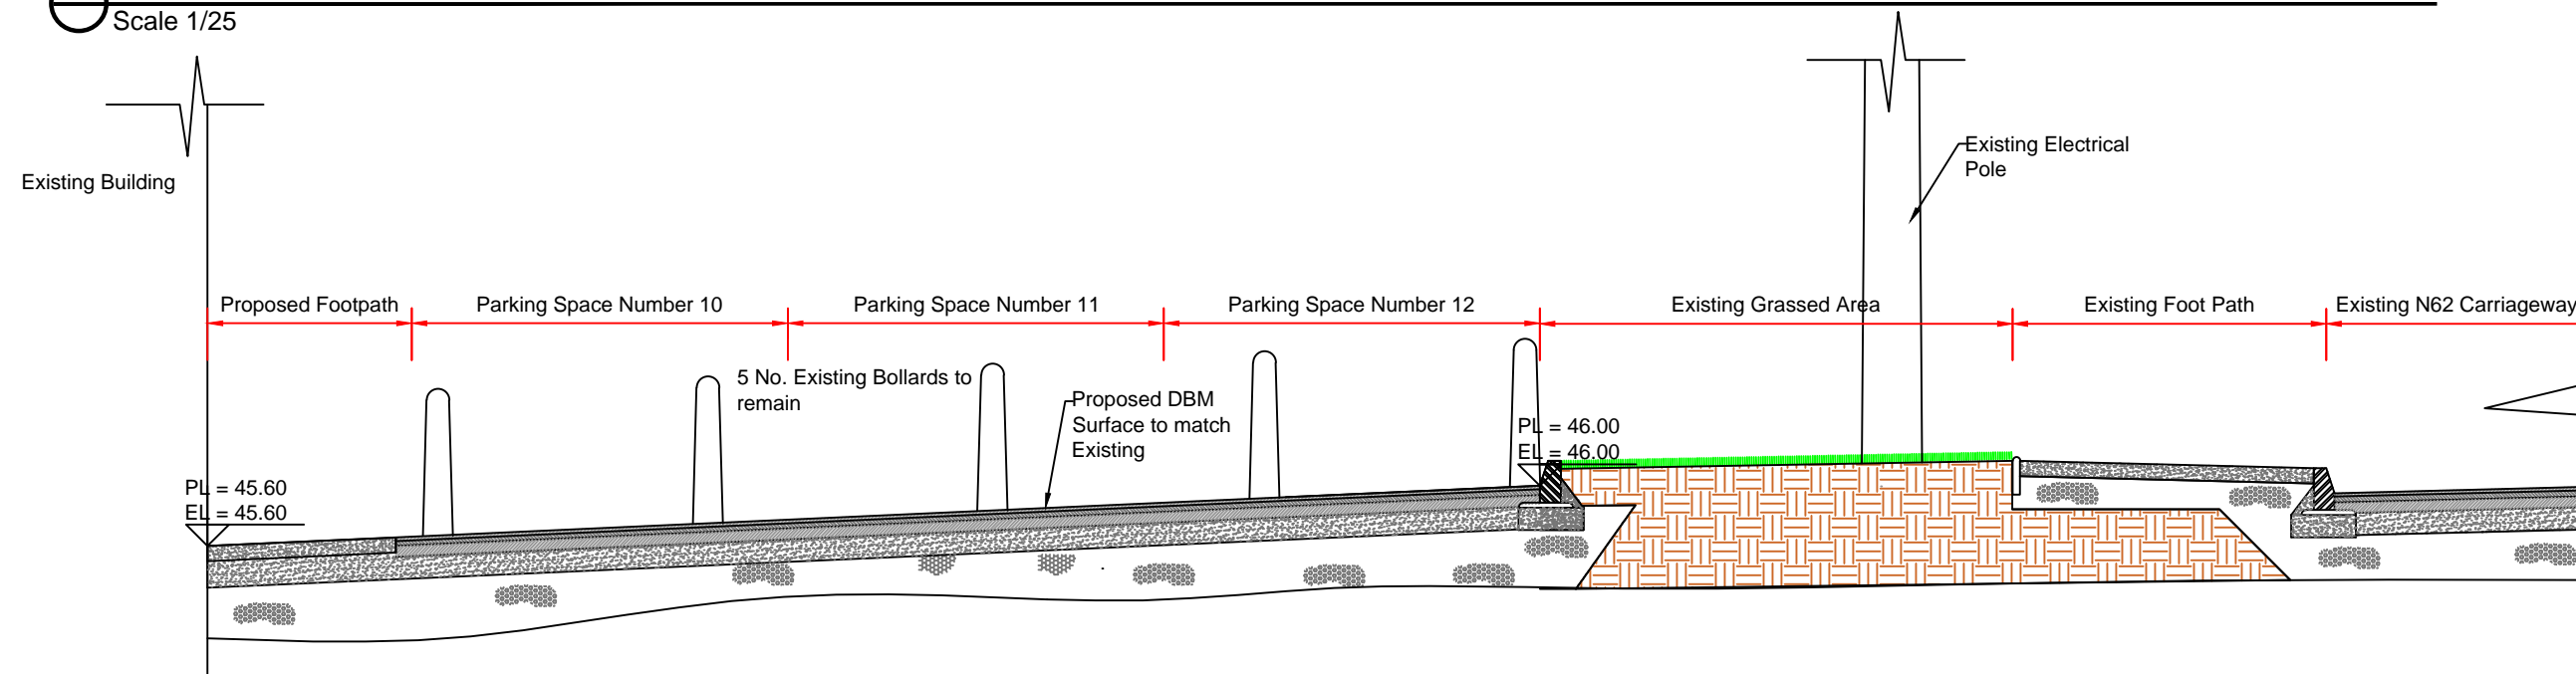 Scale 1/25
Existing Building
Existing Electrical
Pole
Proposed Footpath
Parking Space Number 10
Parking Space Number 11
Parking Space Number 12
Existing Grassed Area
Existing Foot Path
Existing N62 Carriageway
5 No. Existing Bollards to
remain
Proposed DBM
Surface to match
Existing
PL = 46.00
EL = 46.00
PL = 45.60
EL = 45.60